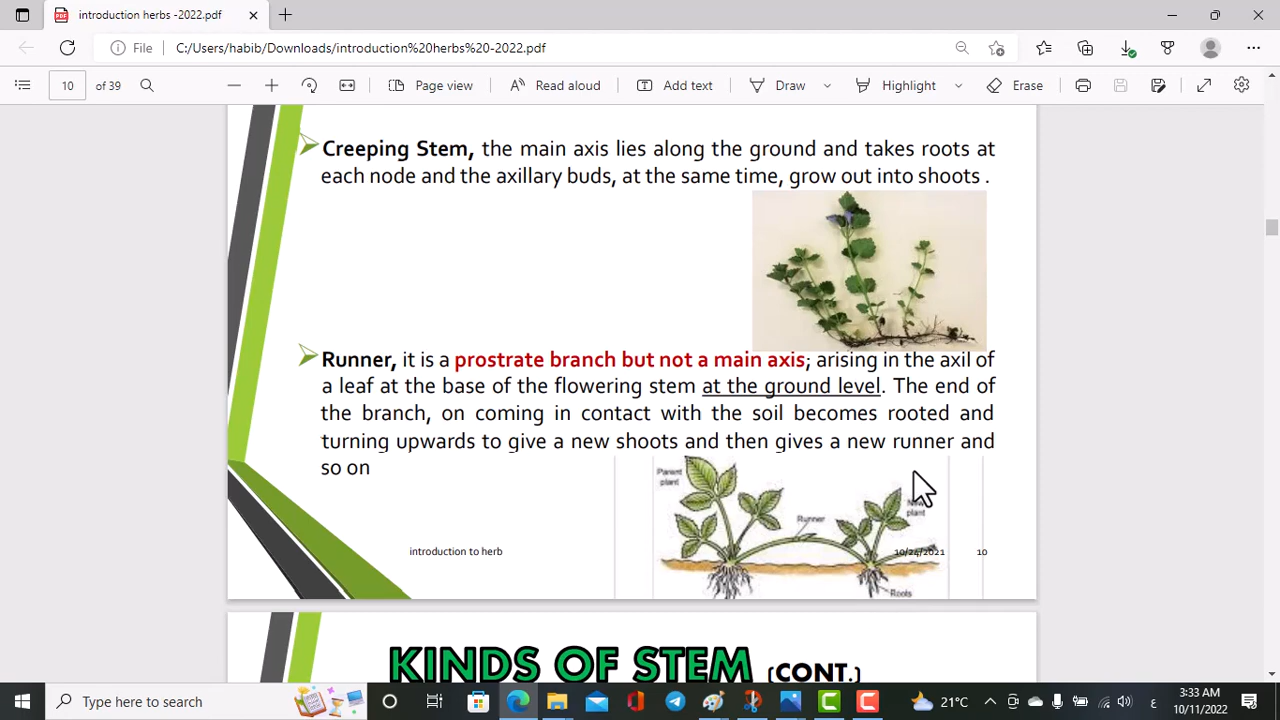 introduction herbs -2022.pdf
File
C:/Users/habib/Downloads/introduction%20herbs%20-2022.pdf
10 of 39
Page view
Read aloud
Add text
Draw
Highlight
Erase
Creeping Stem, the main axis lies along the ground and takes roots at
each node and the axillary buds, at the same time, grow out into shoots .
Runner, it is a prostrate branch but not a main axis; arising in the axil of
a leaf at the base of the flowering stem at the ground level. The end of
the branch, on coming in contact with the soil becomes rooted and
turning upwards to give a new shoots and then gives a new runner and
so on
Parent
plant
Runner
plant
introduction to herb
10/24/2021
10
Roots
KINDS OF STEM (CONT.)
Type here to search
21°C
ع
3:33 AM
10/11/2022